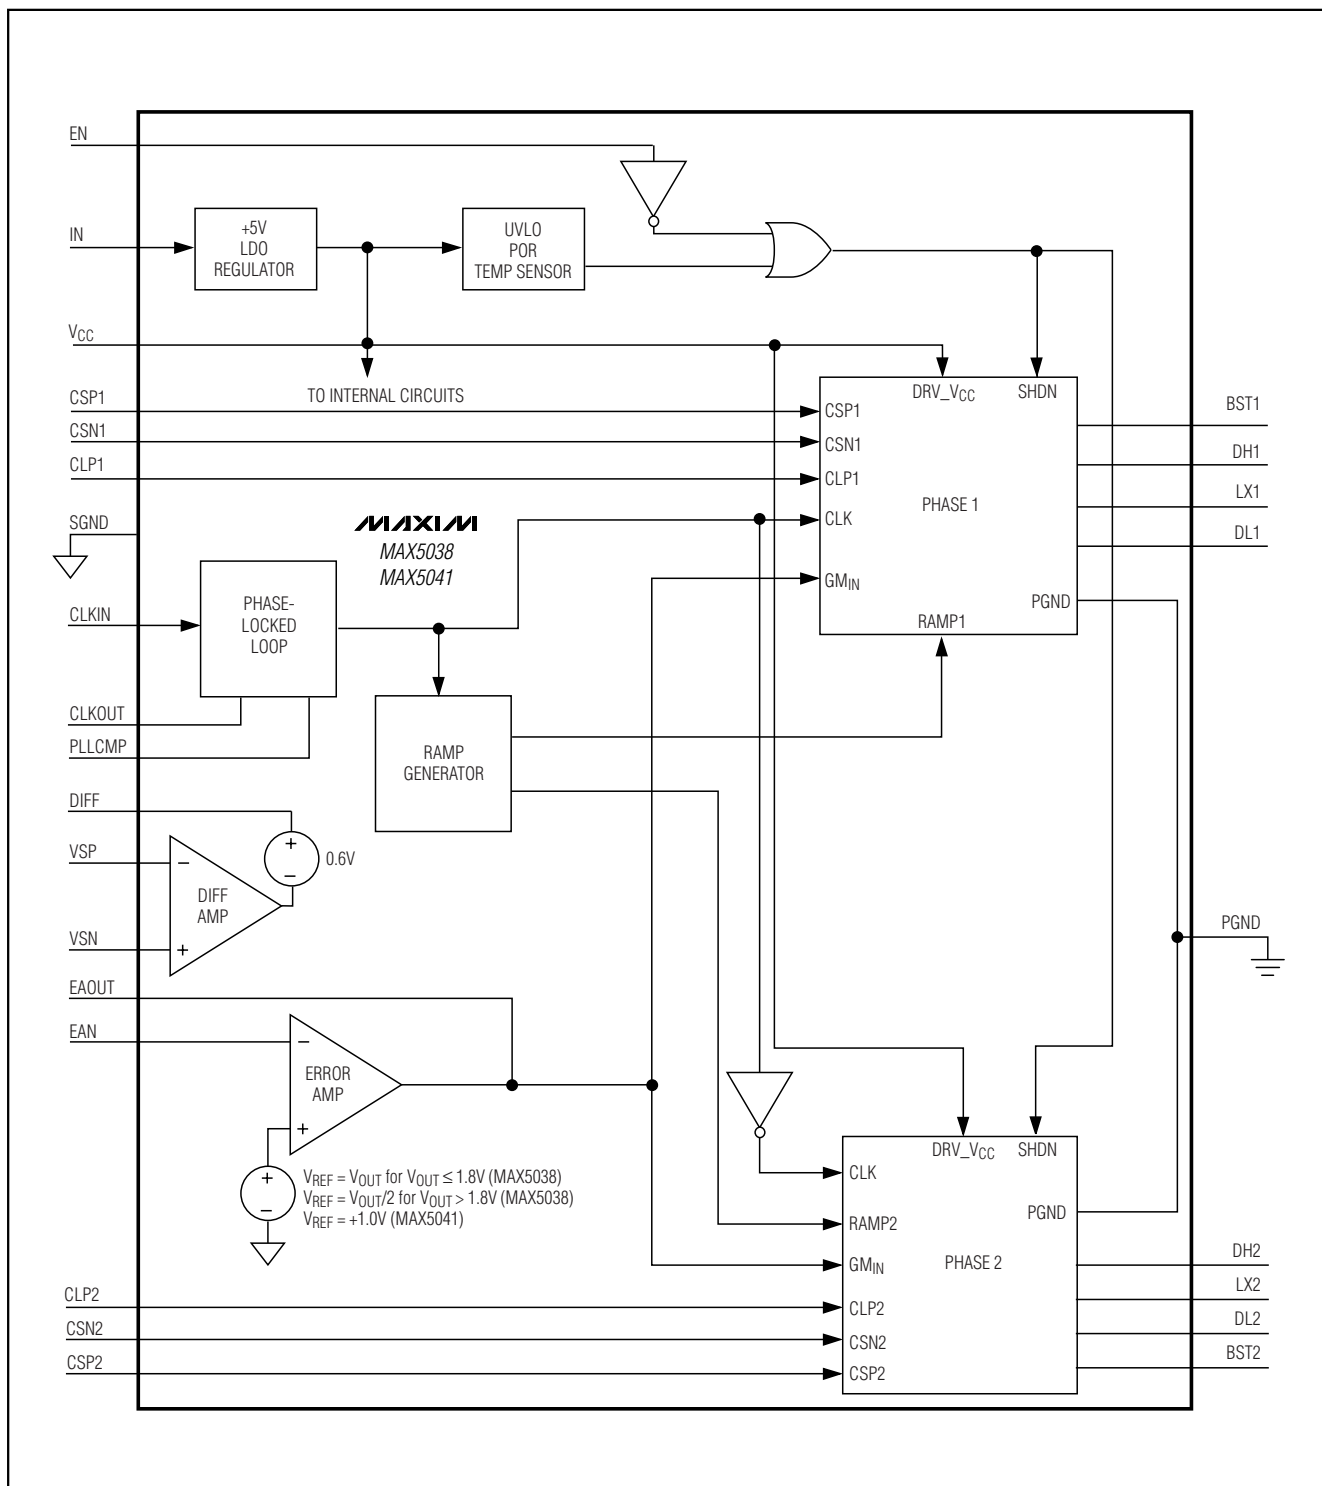 EN
IN
+5V
LDO
REGULATOR
UVLO
POR
TEMP SENSOR
VCC
TO INTERNAL CIRCUITS
CSP1
CSN1
CLP1
SGND
MAXIM
MAX5038
MAX5041
CLKIN
PHASE-
LOCKED
LOOP
CLKOUT
PLLCMP
RAMP
GENERATOR
DRV_VCC
SHDN
CSP1
CSN1
CLP1
CLK
GMIN
PHASE 1
PGND
RAMP1
BST1
DH1
LX1
DL1
DIFF
VSP
VSN
+
−
0.6V
−
DIFF
AMP
+
EAOUT
EAN
−
ERROR
AMP
+
+
−
VREF = VOUT for VOUT ≤ 1.8V (MAX5038)
VREF = VOUT/2 for VOUT > 1.8V (MAX5038)
VREF = +1.0V (MAX5041)
PGND
DRV_VCC
SHDN
CLK
RAMP2
GMIN
CLP2
CSN2
CSP2
PGND
PHASE 2
DH2
LX2
DL2
BST2
CLP2
CSN2
CSP2